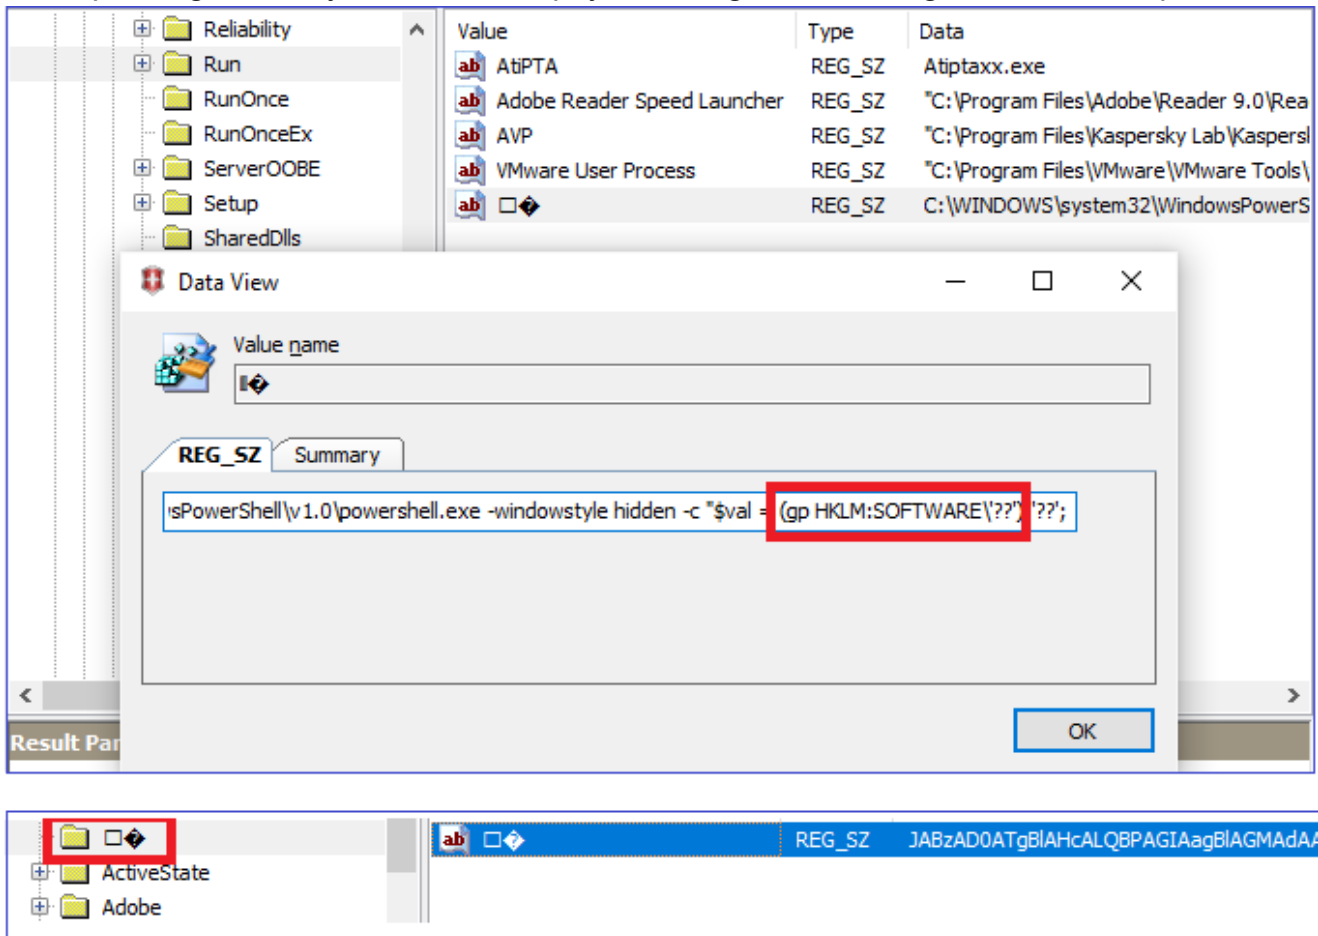 Reliability
Value Type Data
Run
AtiPTA REG_SZ Atiptaxx.exe
RunOnce
Adobe Reader Speed Launcher REG_SZ "C:\Program Files\Adobe\Reader 9.0\Rea
RunOnceEx
AVP REG_SZ "C:\Program Files\Kaspersky Lab\Kaspersl
ServerOOBE
VMware User Process REG_SZ "C:\Program Files\VMware\VMware Tools\
Setup
□� REG_SZ C:\WINDOWS\system32\WindowsPowerS
SharedDlls
Data View
Value name
�
REG_SZ Summary
sPowerShell\v1.0\powershell.exe -windowstyle hidden -c "$val = (gp HKLM:SOFTWARE\'??').'??';
OK
Result Par
□� □� REG_SZ JABzAD0ATgBlAHcALQBPAGIAagBlAGMAdAA
ActiveState
Adobe